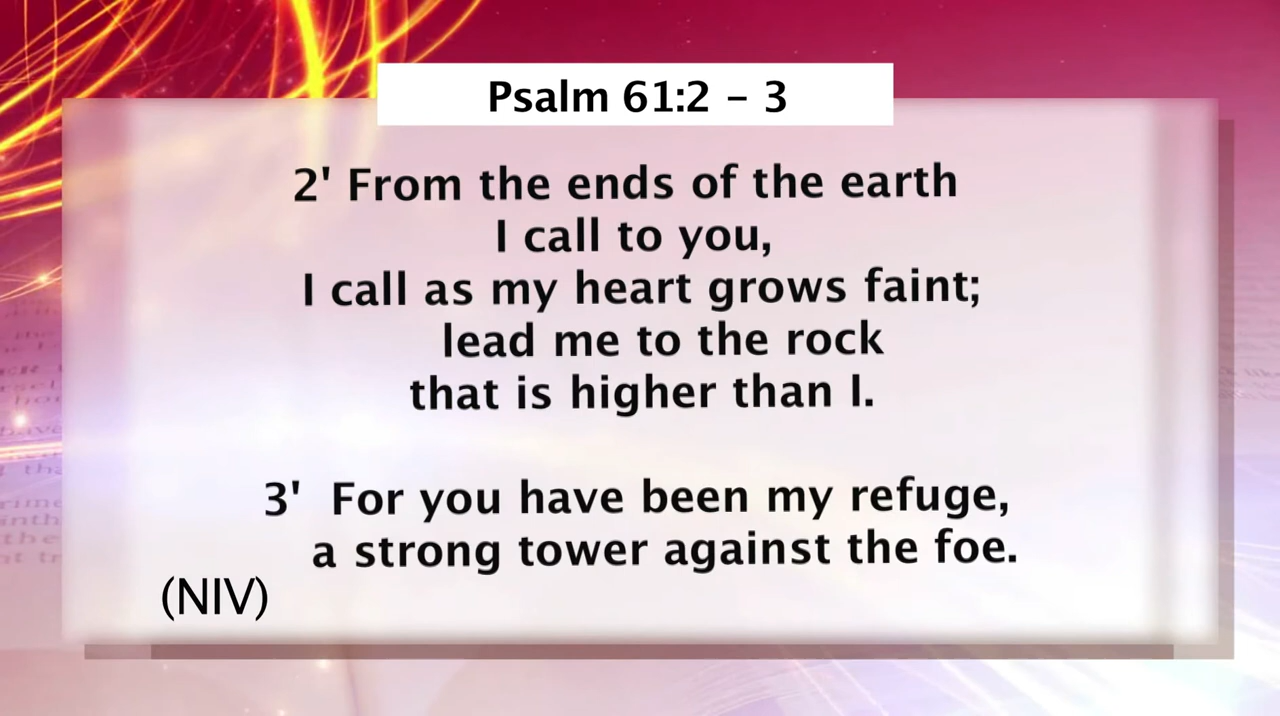 Psalm 61:2 – 3
2' From the ends of the earth
I call to you,
I call as my heart grows faint;
lead me to the rock
that is higher than I.
3' For you have been my refuge,
a strong tower against the foe.
(NIV)